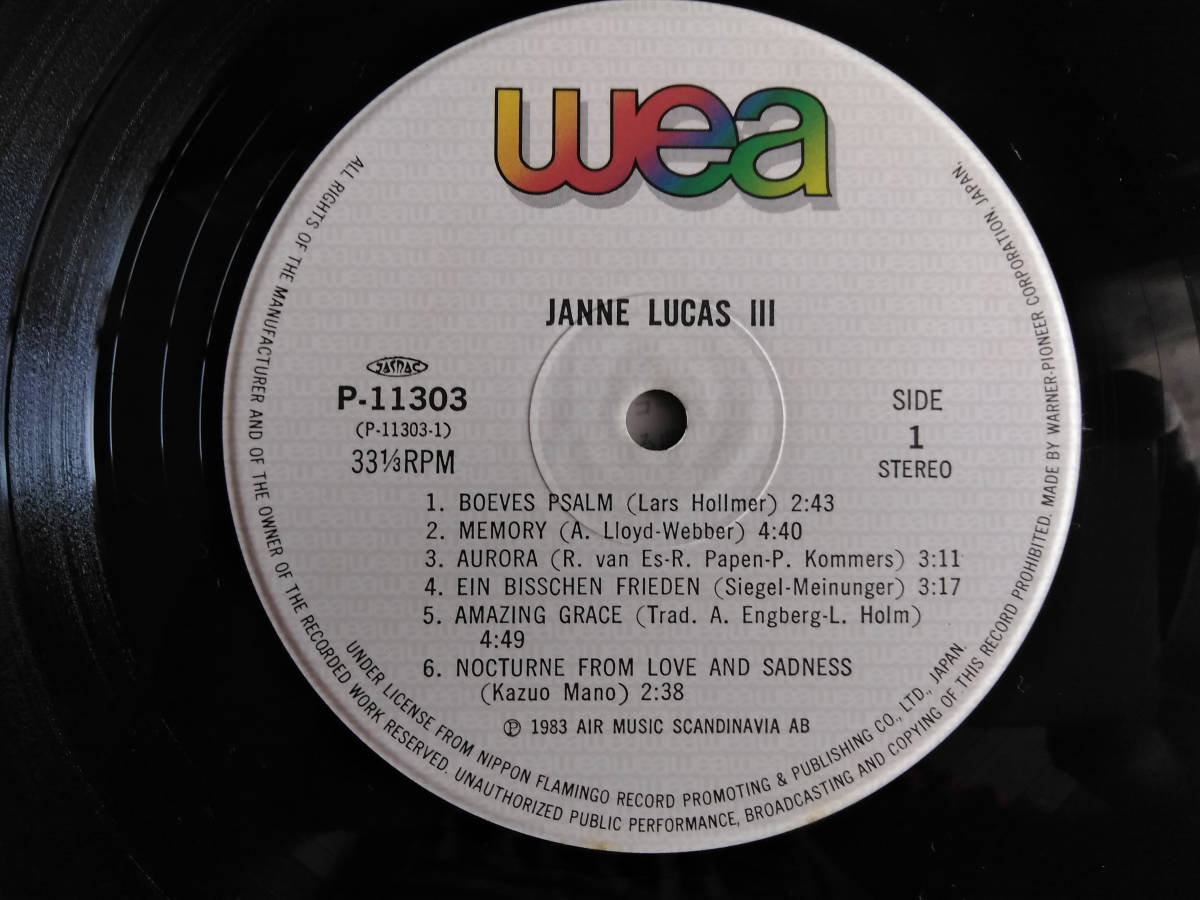 wea
JANNE LUCAS III
JASRAC
P-11303
(P-11303-1)
33⅓RPM
SIDE
1
STEREO
1. BOEVES PSALM (Lars Hollmer) 2:43
2. MEMORY (A. Lloyd-Webber) 4:40
3. AURORA (R. van Es-R. Papen-P. Kommers) 3:11
4. EIN BISSCHEN FRIEDEN (Siegel-Meinunger) 3:17
5. AMAZING GRACE (Trad. A. Engberg-L. Holm)
4:49
6. NOCTURNE FROM LOVE AND SADNESS
(Kazuo Mano) 2:38
Ⓟ 1983 AIR MUSIC SCANDINAVIA AB
UNDER LICENSE FROM NIPPON FLAMINGO RECORD PROMOTING & PUBLISHING CO., LTD., JAPAN.
ALL RIGHTS OF THE MANUFACTURER AND OF THE OWNER OF THE RECORDED WORK RESERVED. UNAUTHORIZED PUBLIC PERFORMANCE, BROADCASTING AND COPYING OF THIS RECORD PROHIBITED. MADE BY WARNER-PIONEER CORPORATION, JAPAN.